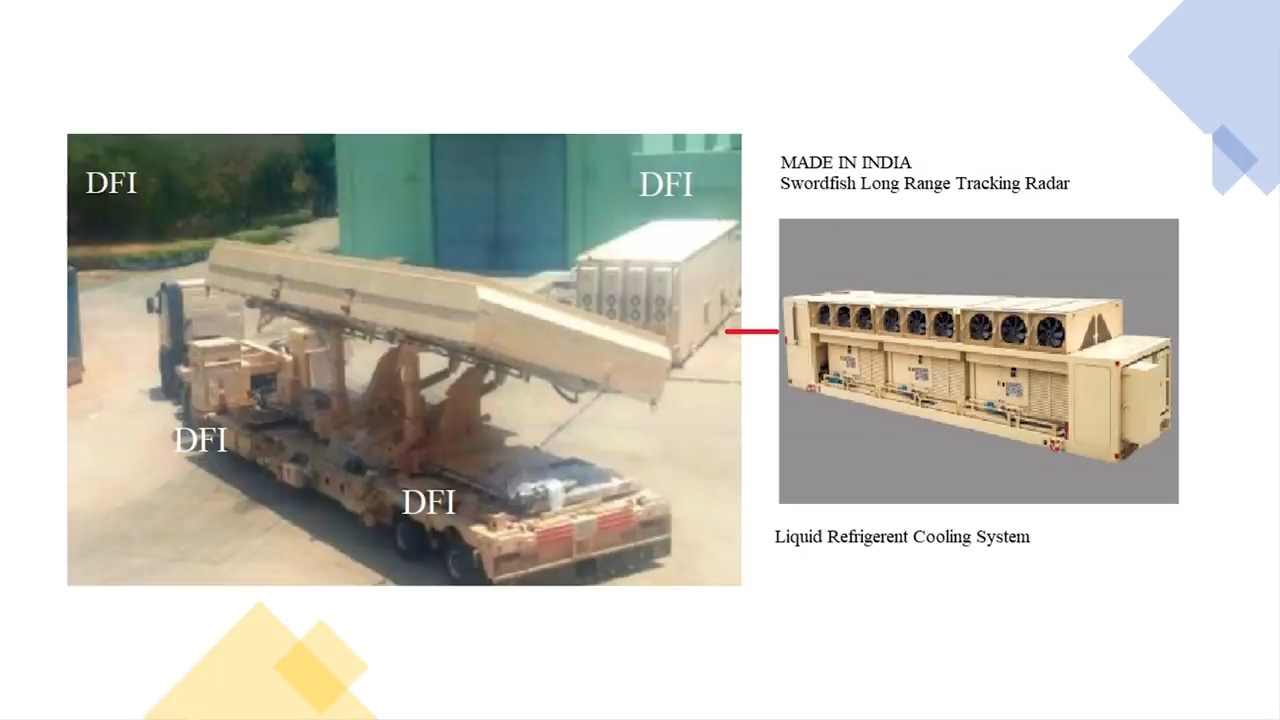 DFI
DFI
MADE IN INDIA
Swordfish Long Range Tracking Radar
DFI
DFI
Liquid Refrigerent Cooling System